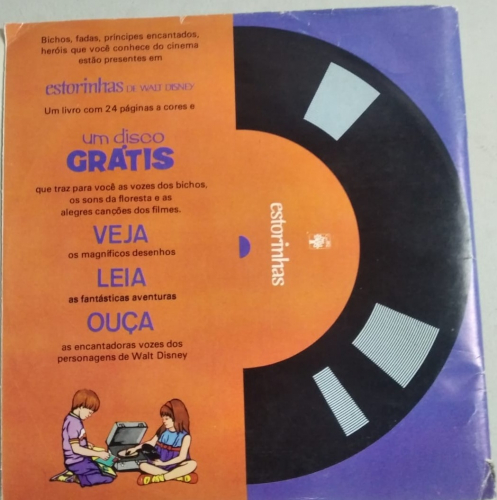 Bichos, fadas, príncipes encantados,
heróis que você conhece do cinema
estão presentes em
estorinhas DE WALT DISNEY
Um livro com 24 páginas a cores e
um disco
GRÁTIS
que traz para você as vozes dos bichos,
os sons da floresta e as
alegres canções dos filmes.
VEJA
os magníficos desenhos
LEIA
as fantásticas aventuras
OUÇA
as encantadoras vozes dos
personagens de Walt Disney
estorinhas